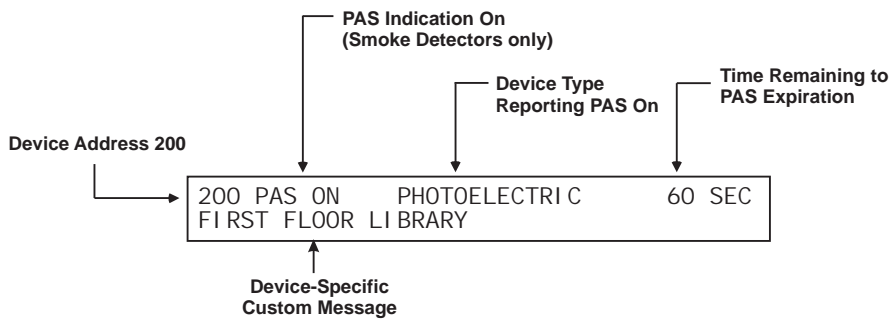 PAS Indication On
(Smoke Detectors only)
Device Type
Reporting PAS On
Time Remaining to
PAS Expiration
Device Address 200
200 PAS ON PHOTOELECTRIC 60 SEC
FIRST FLOOR LIBRARY
Device-Specific
Custom Message